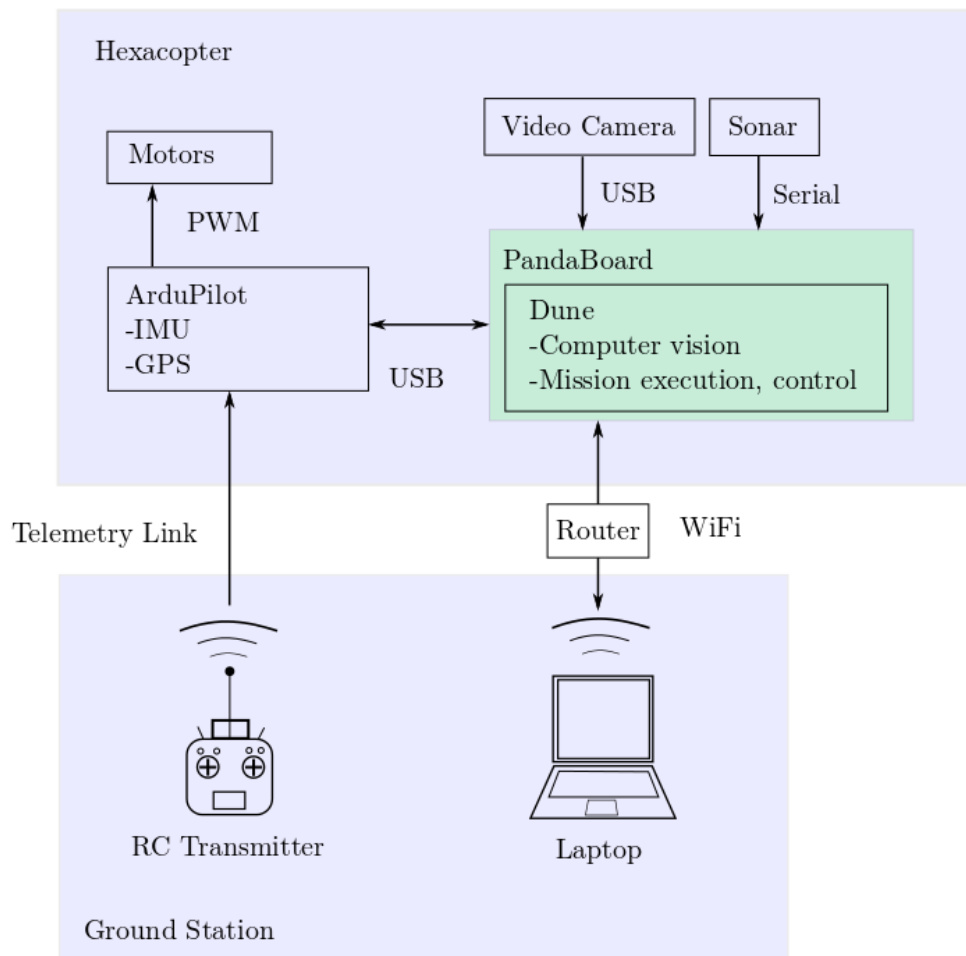 Hexacopter
Video Camera
Sonar
Motors
USB
Serial
PWM
PandaBoard
ArduPilot
-IMU
-GPS
Dune
-Computer vision
-Mission execution, control
USB
Telemetry Link
Router
WiFi
RC Transmitter
Laptop
Ground Station